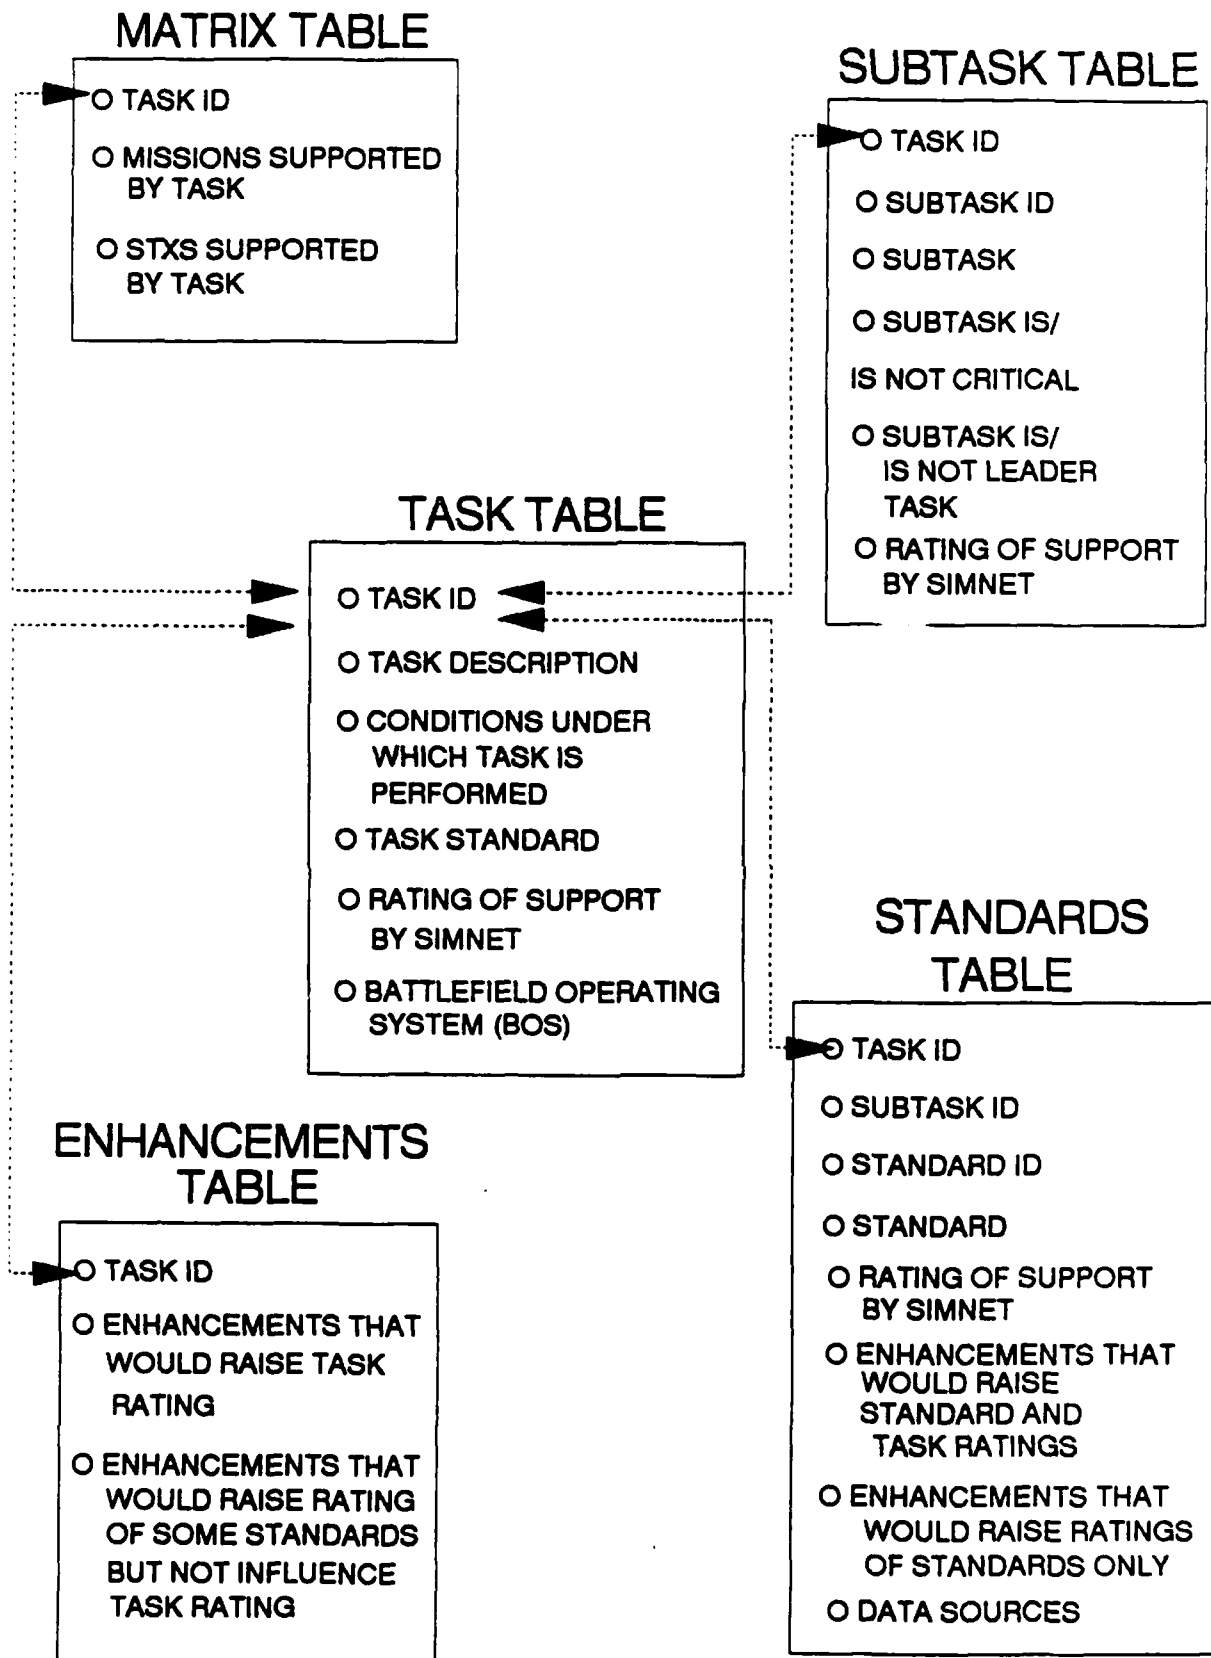 MATRIX TABLE
O TASK ID
O MISSIONS SUPPORTED
BY TASK
O STXS SUPPORTED
BY TASK
SUBTASK TABLE
O TASK ID
O SUBTASK ID
O SUBTASK
O SUBTASK IS/
IS NOT CRITICAL
O SUBTASK IS/
IS NOT LEADER
TASK
O RATING OF SUPPORT
BY SIMNET
TASK TABLE
O TASK ID
O TASK DESCRIPTION
O CONDITIONS UNDER
WHICH TASK IS
PERFORMED
O TASK STANDARD
O RATING OF SUPPORT
BY SIMNET
O BATTLEFIELD OPERATING
SYSTEM (BOS)
STANDARDS
TABLE
O TASK ID
O SUBTASK ID
O STANDARD ID
O STANDARD
O RATING OF SUPPORT
BY SIMNET
O ENHANCEMENTS THAT
WOULD RAISE
STANDARD AND
TASK RATINGS
O ENHANCEMENTS THAT
WOULD RAISE RATINGS
OF STANDARDS ONLY
O DATA SOURCES
ENHANCEMENTS
TABLE
O TASK ID
O ENHANCEMENTS THAT
WOULD RAISE TASK
RATING
O ENHANCEMENTS THAT
WOULD RAISE RATING
OF SOME STANDARDS
BUT NOT INFLUENCE
TASK RATING